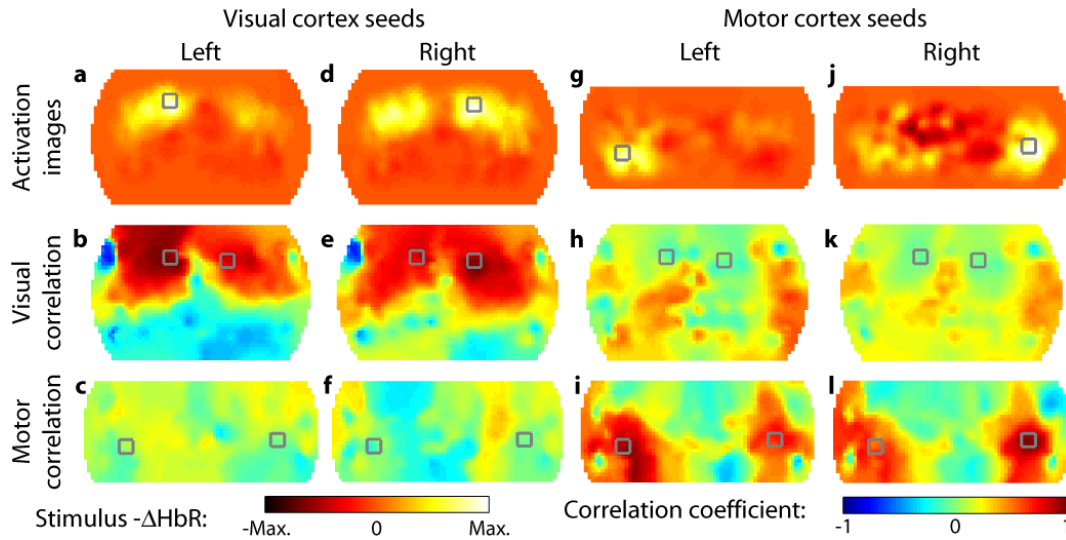 Visual cortex seeds Motor cortex seeds
Left Right Left Right
a d g j
Activation
images
b e h k
Visual
correlation
c f i l
Motor
correlation
Stimulus -ΔHbR: -Max. 0 Max. Correlation coefficient: -1 0 1